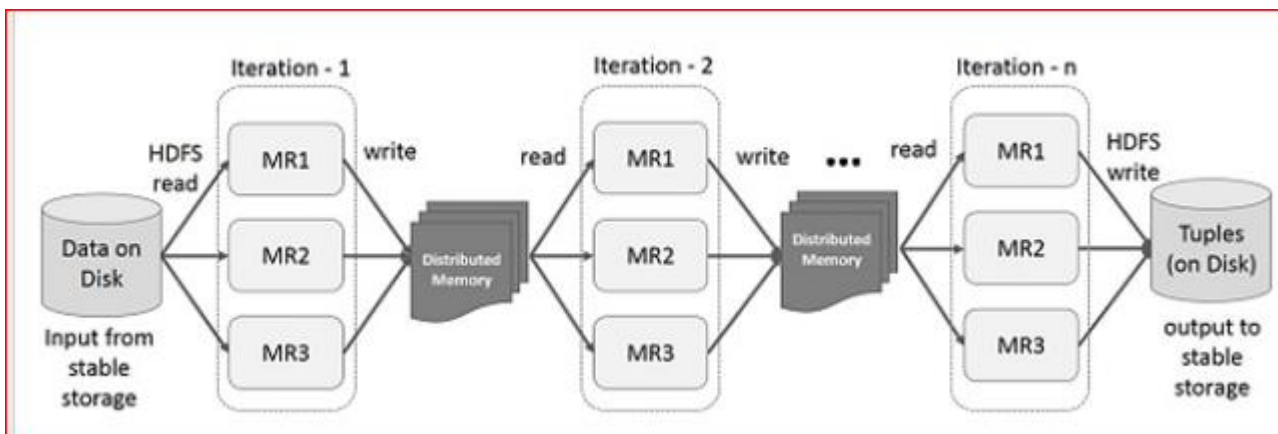 Iteration - 1
Iteration - 2
Iteration - n
HDFS
read
MR1
write
read
MR1
write
...
read
MR1
HDFS
write
Data on
Disk
MR2
Distributed
Memory
MR2
Distributed
Memory
MR2
Tuples
(on Disk)
Input from
stable
storage
MR3
MR3
MR3
output to
stable
storage